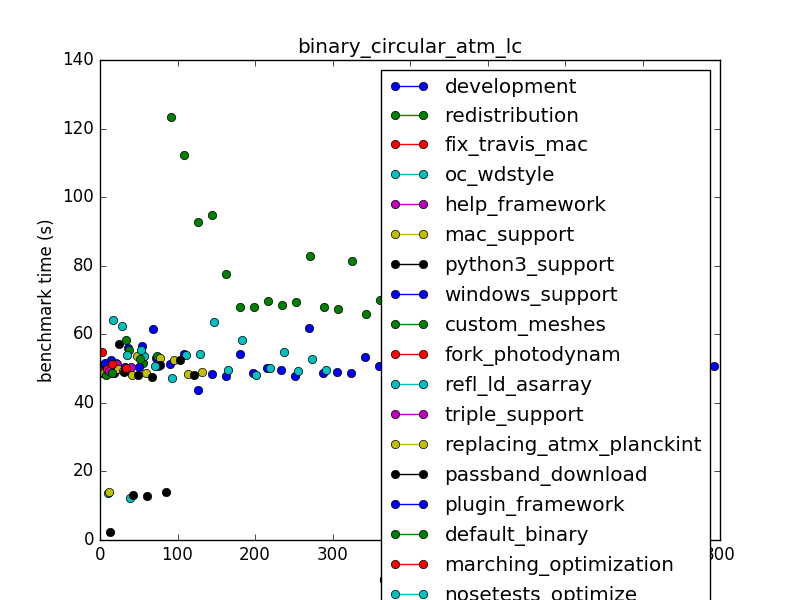 binary_circular_atm_lc
140
120
100
80
60
40
20
0
benchmark time (s)
0
100
200
300
development
redistribution
fix_travis_mac
oc_wdstyle
help_framework
mac_support
python3_support
windows_support
custom_meshes
fork_photodynam
refl_ld_asarray
triple_support
replacing_atmx_planckint
passband_download
plugin_framework
default_binary
marching_optimization
nosetests_optimize